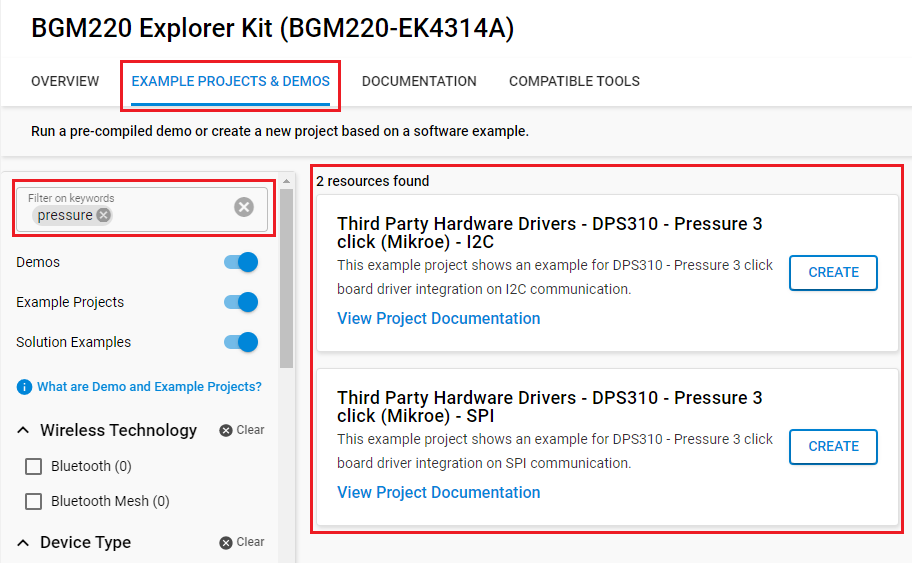 BGM220 Explorer Kit (BGM220-EK4314A)
OVERVIEW EXAMPLE PROJECTS & DEMOS DOCUMENTATION COMPATIBLE TOOLS
Run a pre-compiled demo or create a new project based on a software example.
Filter on keywords
pressure
Demos
Example Projects
Solution Examples
What are Demo and Example Projects?
Wireless Technology Clear
Bluetooth (0)
Bluetooth Mesh (0)
Device Type Clear
2 resources found
Third Party Hardware Drivers - DPS310 - Pressure 3
click (Mikroe) - I2C
This example project shows an example for DPS310 - Pressure 3 click
board driver integration on I2C communication.
CREATE
View Project Documentation
Third Party Hardware Drivers - DPS310 - Pressure 3
click (Mikroe) - SPI
This example project shows an example for DPS310 - Pressure 3 click
board driver integration on SPI communication.
CREATE
View Project Documentation